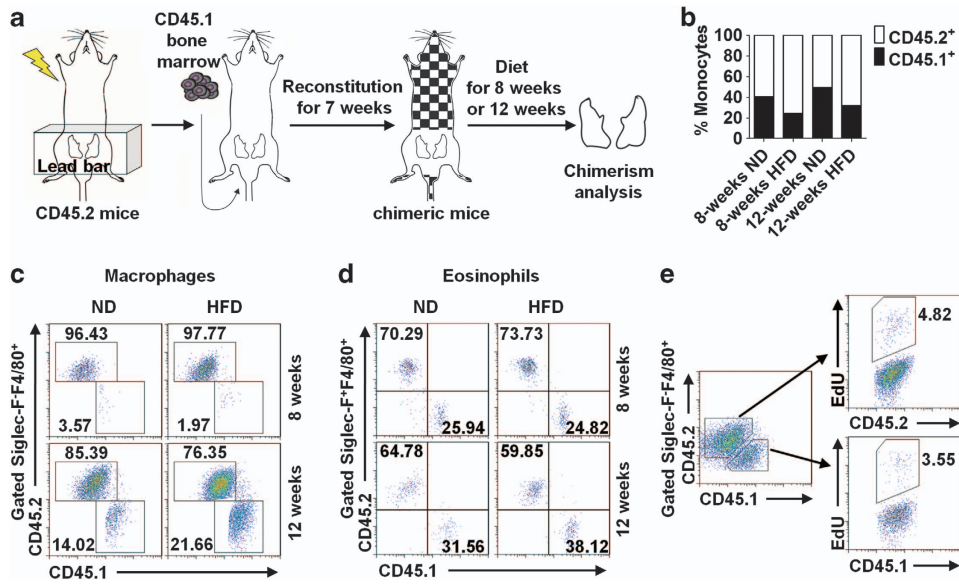 a
CD45.1
bone
marrow
Reconstitution
for 7 weeks
Diet
for 8 weeks
or 12 weeks
Lead bar
CD45.2 mice
chimeric mice
Chimerism
analysis
b
CD45.2+
CD45.1+
% Monocytes
100
80
60
40
20
0
8-weeks ND
8-weeks HFD
12-weeks ND
12-weeks HFD
c
Macrophages
ND
HFD
Gated Siglec-F-F4/80+
CD45.2
96.43
97.77
3.57
1.97
8 weeks
85.39
76.35
14.02
21.66
12 weeks
CD45.1
d
Eosinophils
ND
HFD
Gated Siglec-F+F4/80+
CD45.2
70.29
73.73
25.94
24.82
8 weeks
64.78
59.85
31.56
38.12
12 weeks
CD45.1
e
Gated Siglec-F-F4/80+
CD45.2
CD45.1
4.82
EdU
CD45.2
3.55
EdU
CD45.1